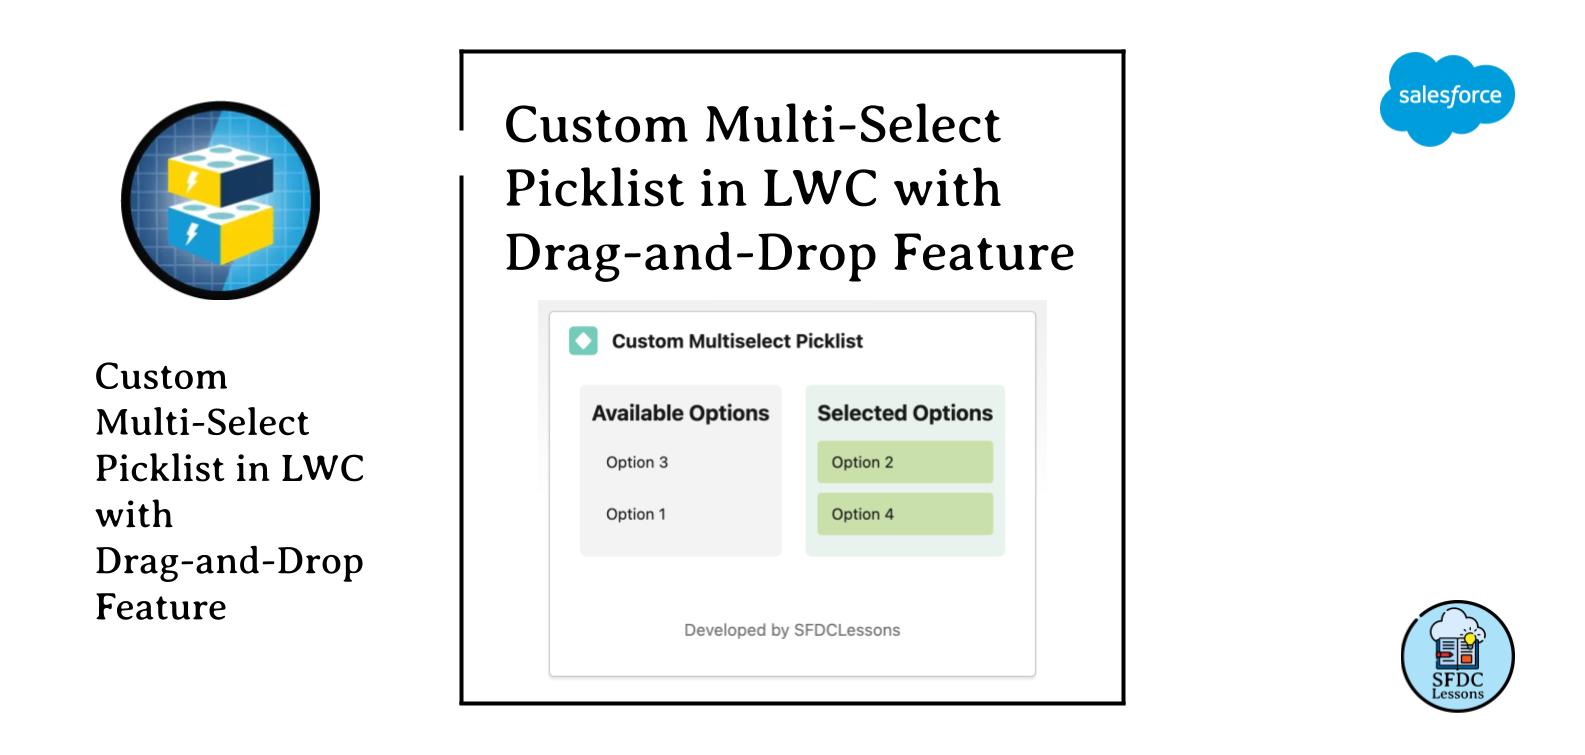 Custom
Multi-Select
Picklist in LWC
with
Drag-and-Drop
Feature
Custom Multi-Select
Picklist in LWC with
Drag-and-Drop Feature
Custom Multiselect Picklist
Available Options
Option 3
Option 1
Selected Options
Option 2
Option 4
Developed by SFDCLessons
salesforce
SFDC
Lessons